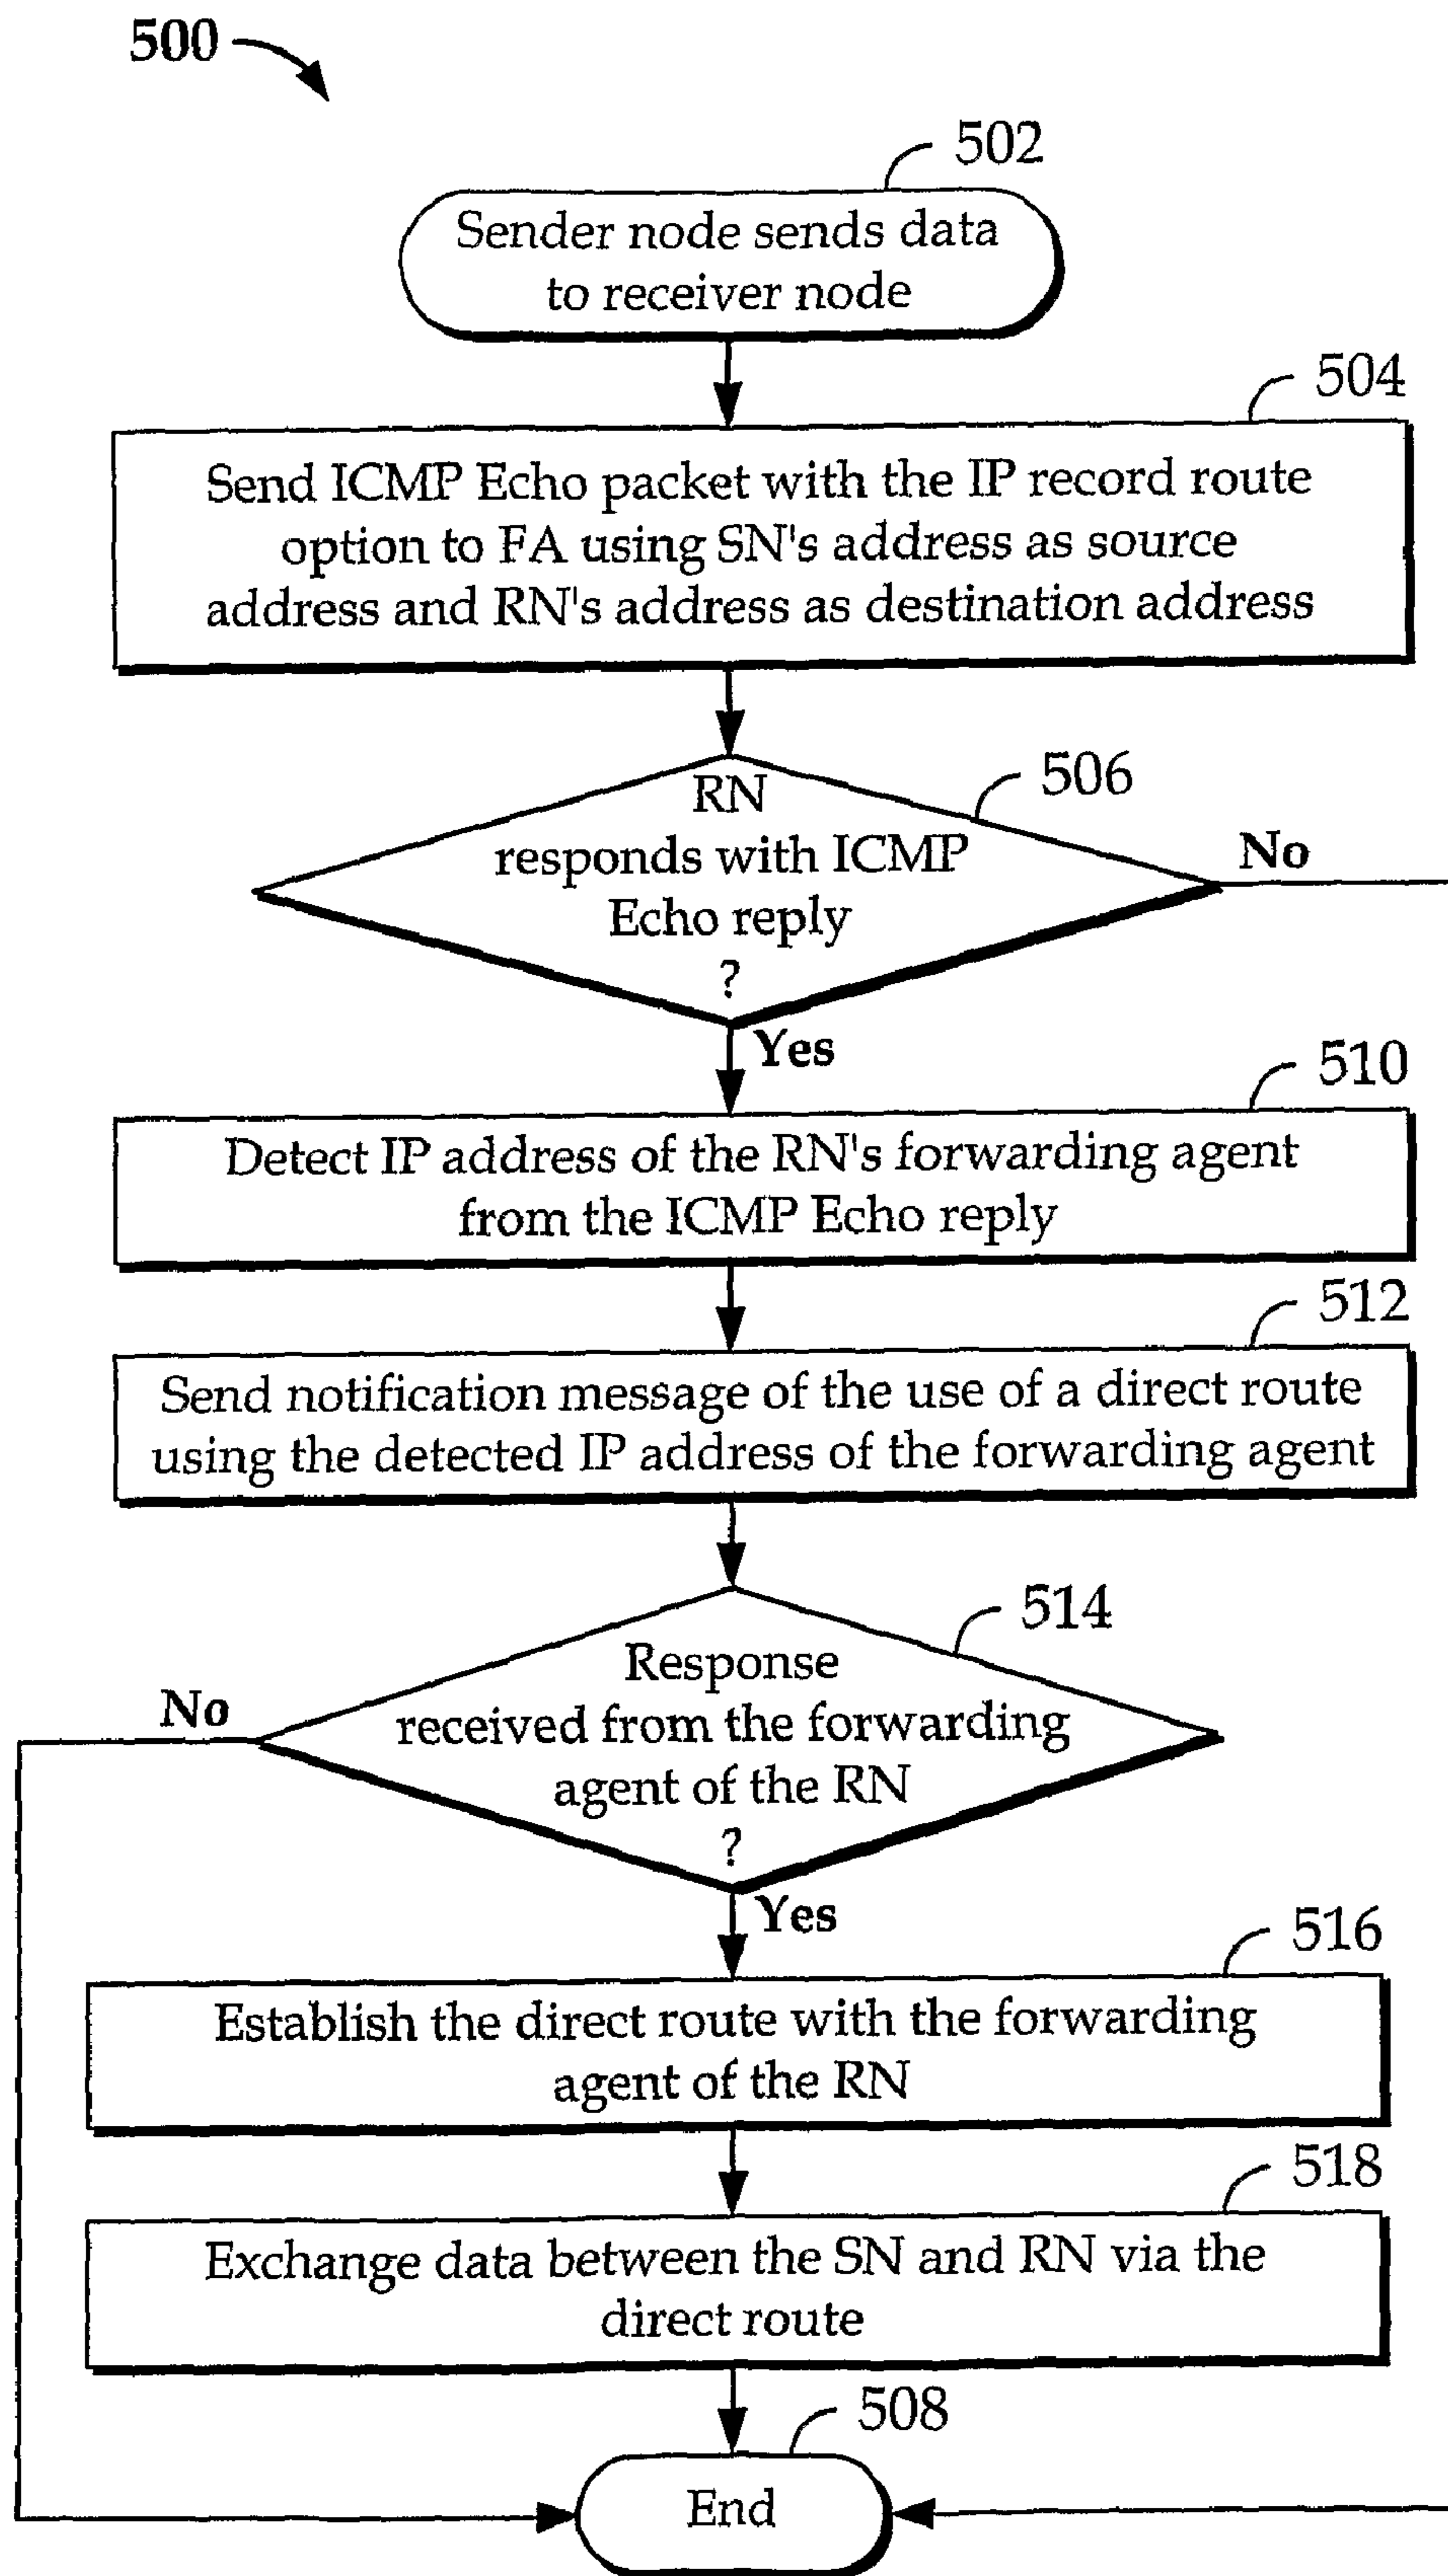 500
502
Sender node sends data
to receiver node
504
Send ICMP Echo packet with the IP record route
option to FA using SN's address as source
address and RN's address as destination address
506
RN
responds with ICMP
Echo reply
?
No
Yes
510
Detect IP address of the RN's forwarding agent
from the ICMP Echo reply
512
Send notification message of the use of a direct route
using the detected IP address of the forwarding agent
514
Response
received from the forwarding
agent of the RN
?
No
Yes
516
Establish the direct route with the forwarding
agent of the RN
518
Exchange data between the SN and RN via the
direct route
508
End